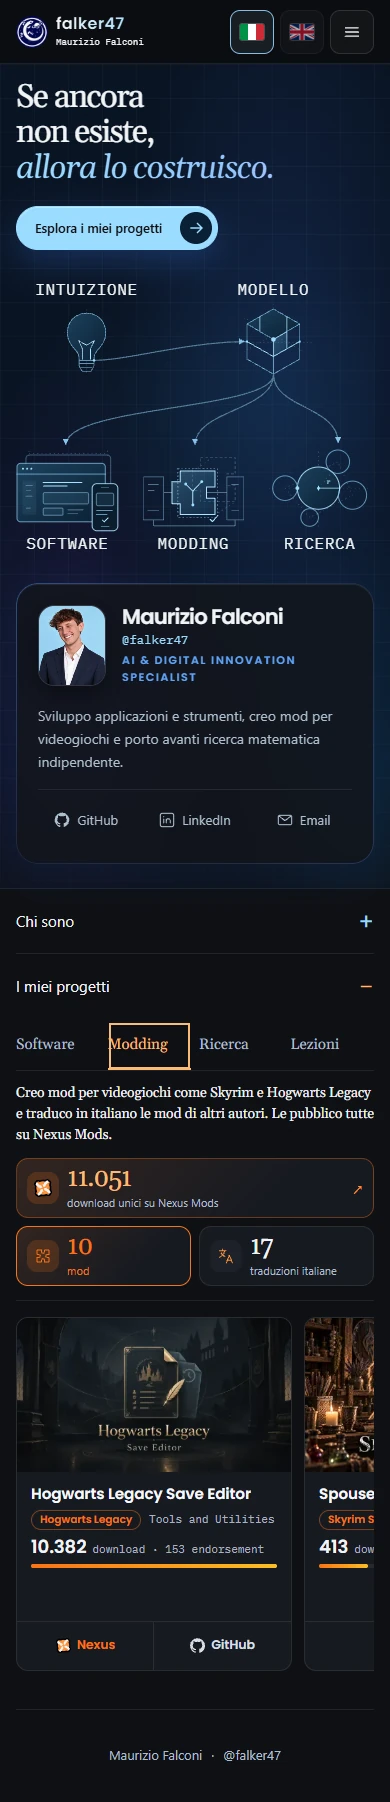 falker47
Maurizio Falconi
Se ancora
non esiste,
allora lo costruisco.
Esplora i miei progetti
INTUIZIONE
MODELLO
SOFTWARE
MODDING
RICERCA
Maurizio Falconi
@falker47
AI & DIGITAL INNOVATION
SPECIALIST
Sviluppo applicazioni e strumenti, creo mod per
videogiochi e porto avanti ricerca matematica
indipendente.
GitHub
LinkedIn
Email
Chi sono
I miei progetti
Software
Modding
Ricerca
Lezioni
Creo mod per videogiochi come Skyrim e Hogwarts Legacy
e traduco in italiano le mod di altri autori. Le pubblico tutte
su Nexus Mods.
11.051
download unici su Nexus Mods
10
mod
17
traduzioni italiane
Hogwarts Legacy
Save Editor
Hogwarts Legacy Save Editor
Hogwarts Legacy Tools and Utilities
10.382 download · 153 endorsement
Nexus
GitHub
Spouse
Skyrim S
413 dow
Maurizio Falconi · @falker47